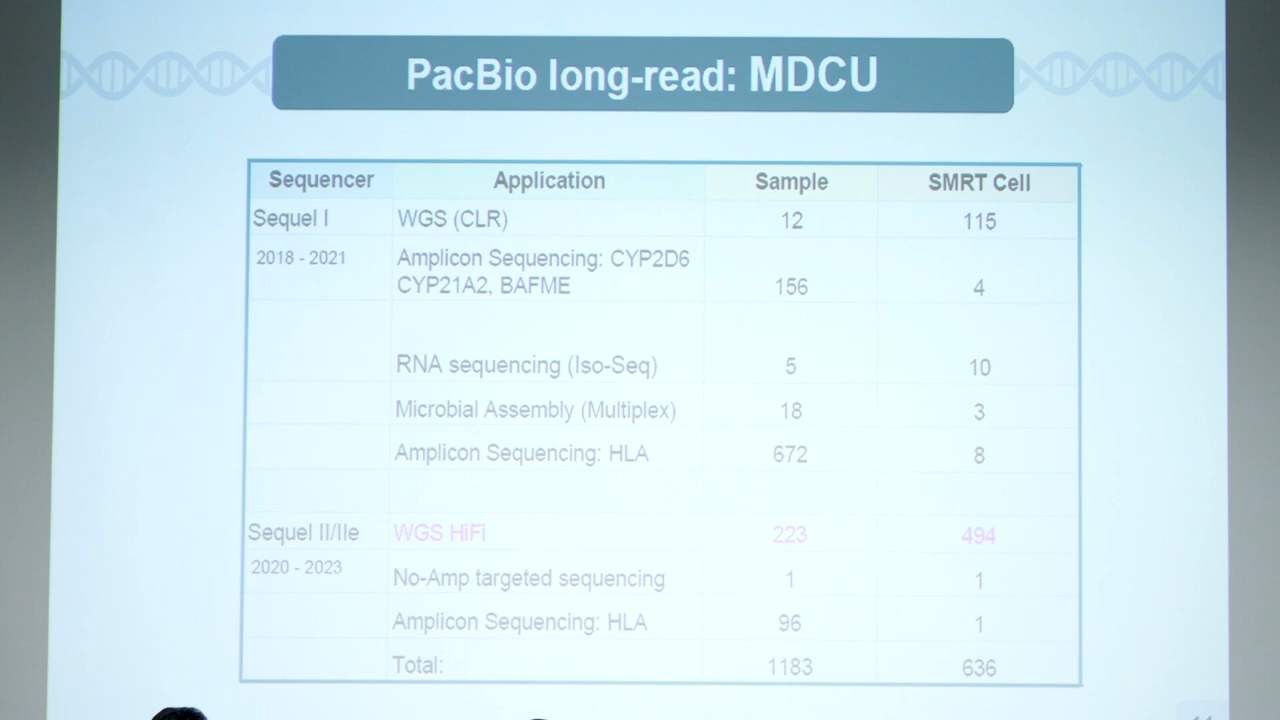 PacBio long-read: MDCU
Sequencer Application Sample SMRT Cell
Sequel I WGS (CLR) 12 115
2018 - 2021 Amplicon Sequencing: CYP2D6
CYP21A2, BAFME 156 4
RNA sequencing (Iso-Seq) 5 10
Microbial Assembly (Multiplex) 18 3
Amplicon Sequencing: HLA 672 8
Sequel II/IIe WGS HiFi 223 494
2020 - 2023
No-Amp targeted sequencing 1 1
Amplicon Sequencing: HLA 96 1
Total: 1183 636